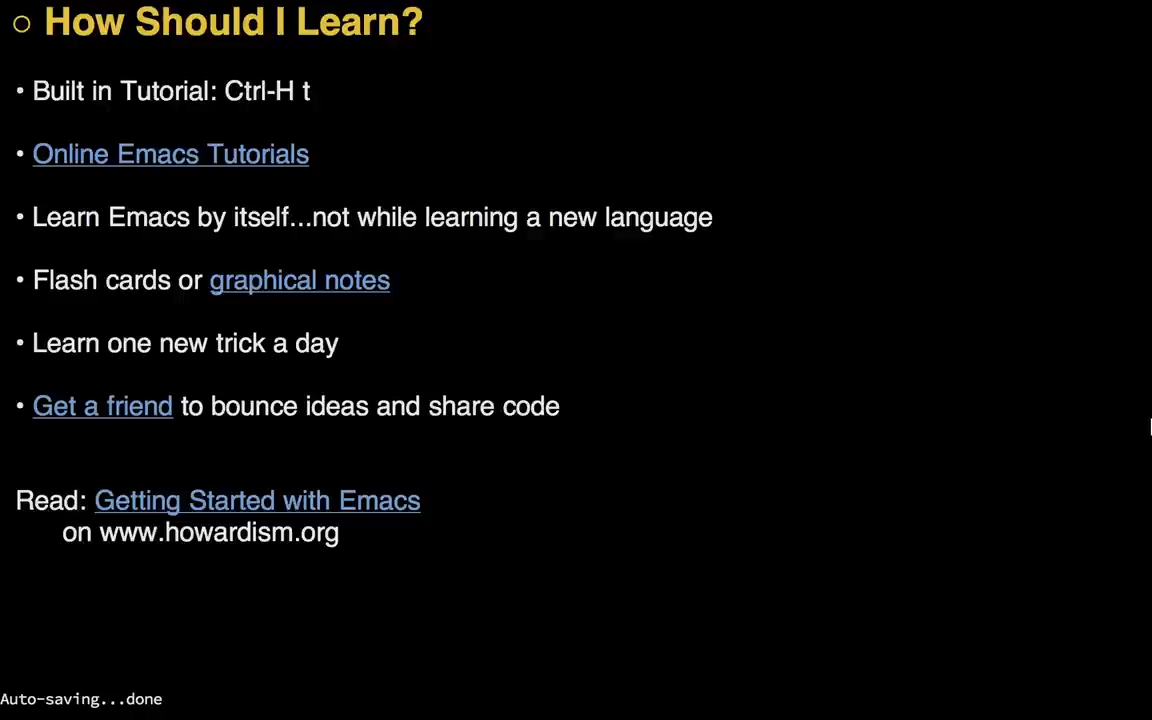 ○ How Should I Learn?
• Built in Tutorial: Ctrl-H t
• Online Emacs Tutorials
• Learn Emacs by itself...not while learning a new language
• Flash cards or graphical notes
• Learn one new trick a day
• Get a friend to bounce ideas and share code
Read: Getting Started with Emacs
on www.howardism.org
Auto-saving...done